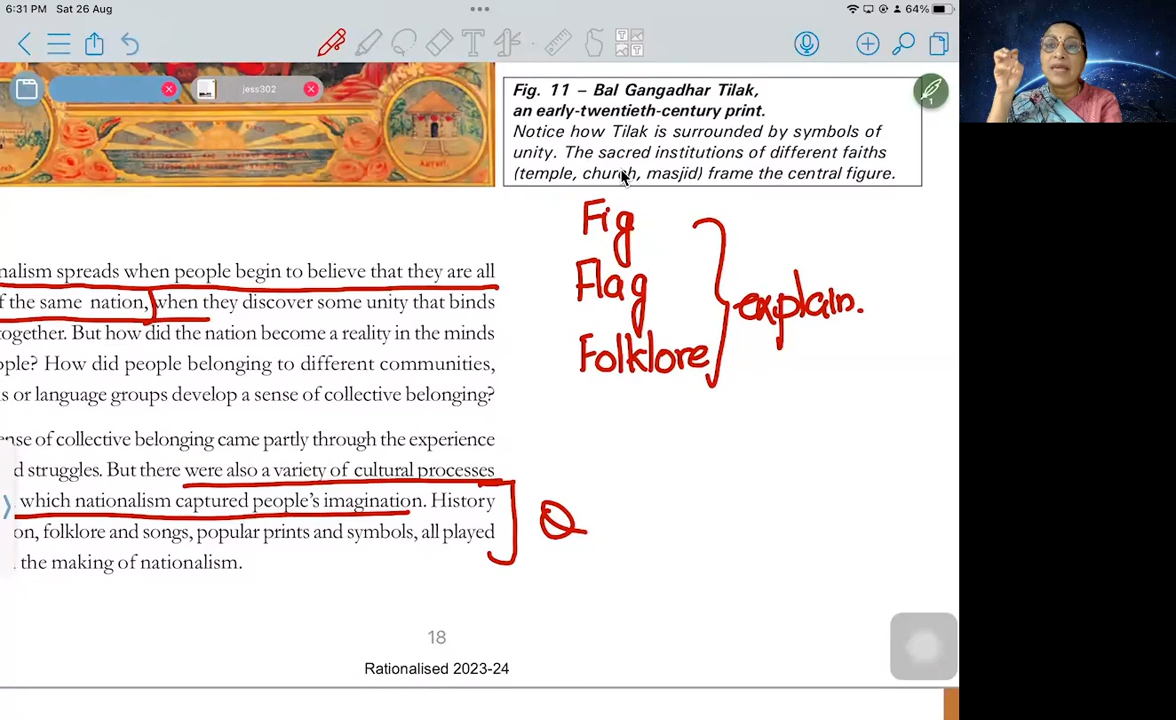 6:31 PM Sat 26 Aug
64%
jess302
Fig. 11 – Bal Gangadhar Tilak,
an early-twentieth-century print.
Notice how Tilak is surrounded by symbols of
unity. The sacred institutions of different faiths
(temple, church, masjid) frame the central figure.
1
Fig
Flag
Folklore
explain.
nalism spreads when people begin to believe that they are all
f the same nation, when they discover some unity that binds
together. But how did the nation become a reality in the minds
ople? How did people belonging to different communities,
s or language groups develop a sense of collective belonging?
ense of collective belonging came partly through the experience
d struggles. But there were also a variety of cultural processes
which nationalism captured people's imagination. History
on, folklore and songs, popular prints and symbols, all played
the making of nationalism.
Q
18
Rationalised 2023-24